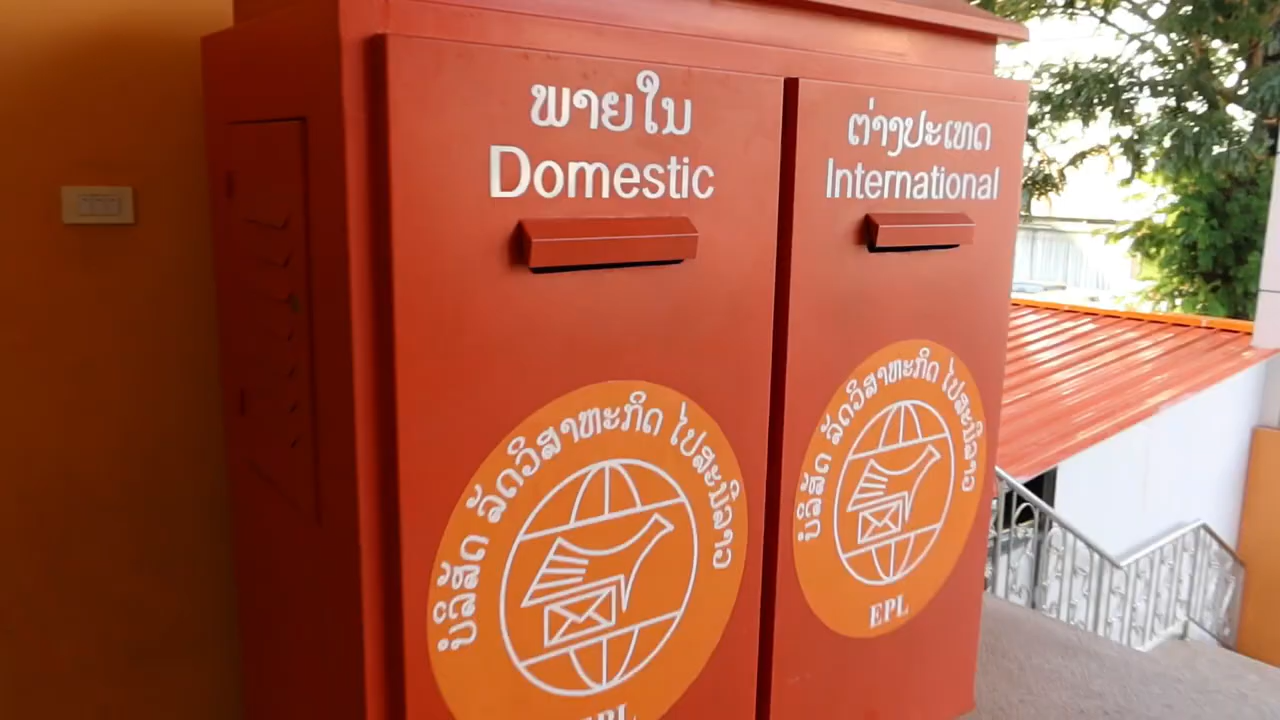 ພາຍໃນ
Domestic
ບໍລິສັດ ລັດວິສາຫະກິດ ໄປສະນີລາວ
EPL
ຕ່າງປະເທດ
International
ບໍລິສັດ ລັດວິສາຫະກິດ ໄປສະນີລາວ
EPL